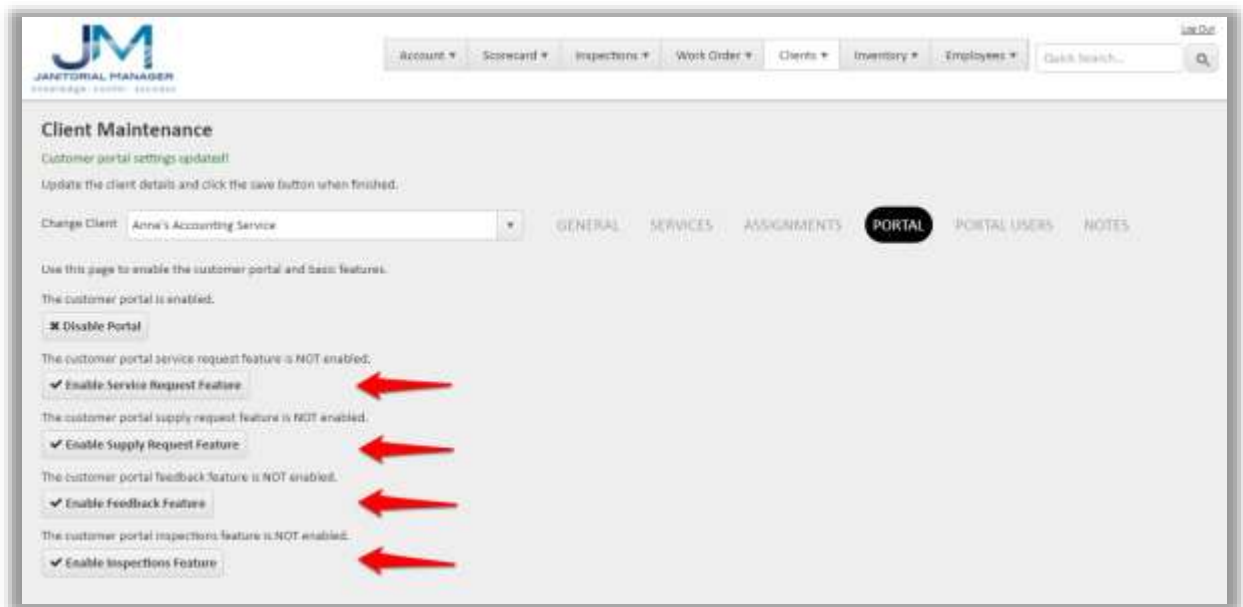 Log Out
JM
JANITORIAL MANAGER
Account Scorecard Inspections Work Order Clients Inventory Employees Quick Search...
Client Maintenance
Customer portal settings updated!
Update the client details and click the save button when finished.
Change Client Anne's Accounting Service GENERAL SERVICES ASSIGNMENTS PORTAL PORTAL USERS NOTES
Use this page to enable the customer portal and basic features.
The customer portal is enabled.
✖ Disable Portal
The customer portal service request feature is NOT enabled.
✔ Enable Service Request Feature
The customer portal supply request feature is NOT enabled.
✔ Enable Supply Request Feature
The customer portal feedback feature is NOT enabled.
✔ Enable Feedback Feature
The customer portal inspections feature is NOT enabled.
✔ Enable Inspections Feature